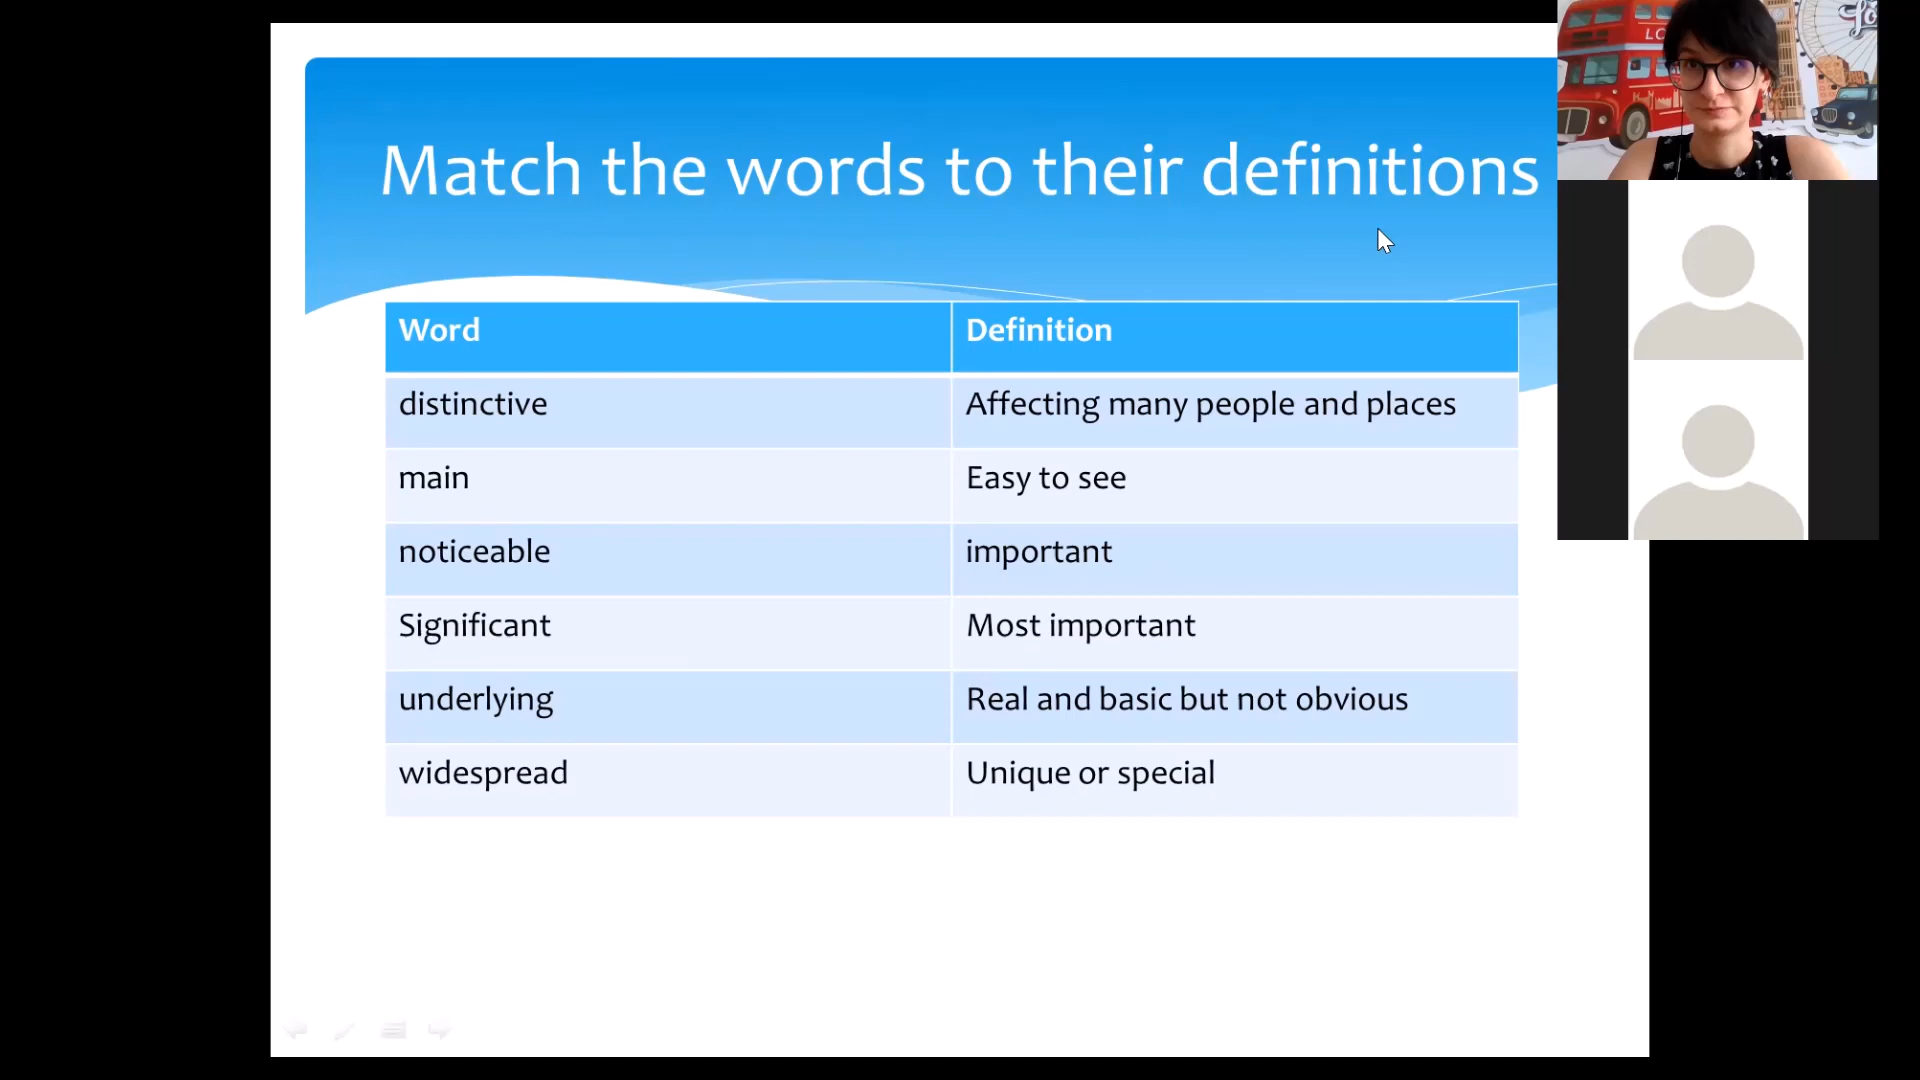 Match the words to their definitions
Word Definition
distinctive Affecting many people and places
main Easy to see
noticeable important
Significant Most important
underlying Real and basic but not obvious
widespread Unique or special